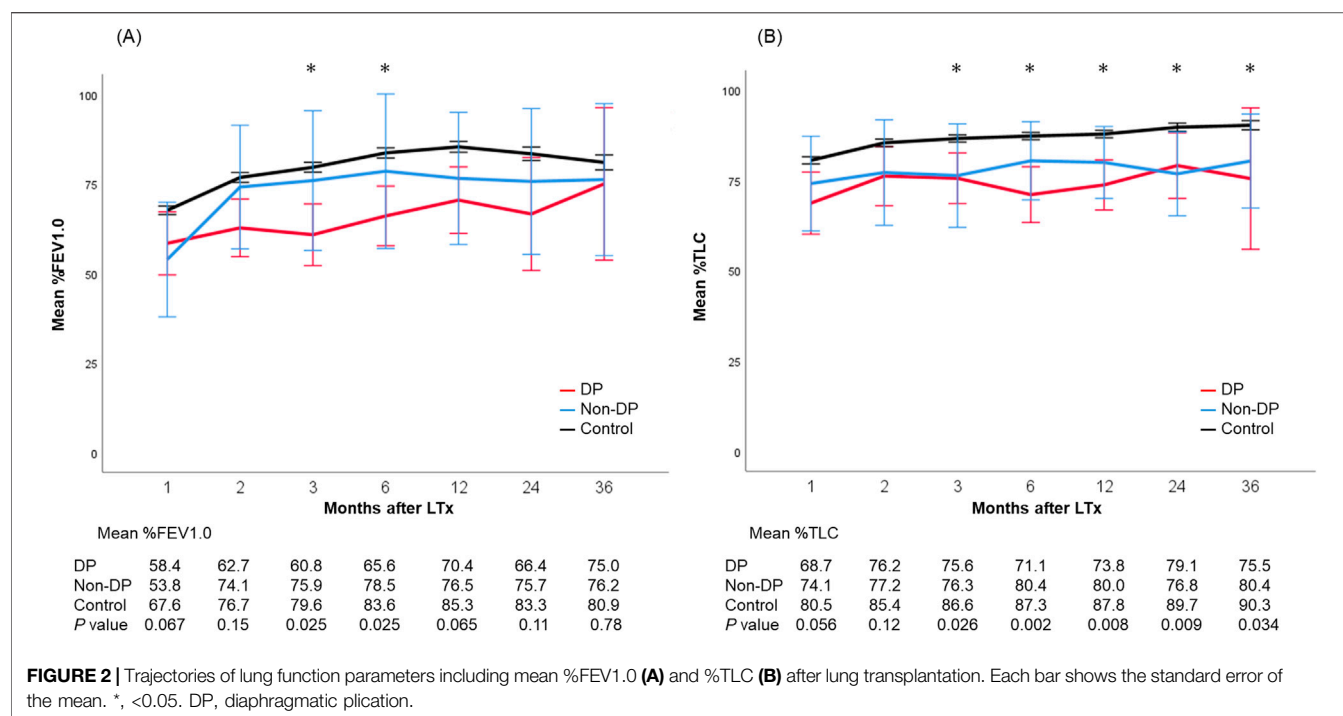 (A)
* *
100
75
50
25
0
Mean %FEV1.0
DP
Non-DP
Control
1 2 3 6 12 24 36
Months after LTx
Mean %FEV1.0
DP 58.4 62.7 60.8 65.6 70.4 66.4 75.0
Non-DP 53.8 74.1 75.9 78.5 76.5 75.7 76.2
Control 67.6 76.7 79.6 83.6 85.3 83.3 80.9
P value 0.067 0.15 0.025 0.025 0.065 0.11 0.78
(B)
* * * * *
100
75
50
25
0
Mean %TLC
DP
Non-DP
Control
1 2 3 6 12 24 36
Months after LTx
Mean %TLC
DP 68.7 76.2 75.6 71.1 73.8 79.1 75.5
Non-DP 74.1 77.2 76.3 80.4 80.0 76.8 80.4
Control 80.5 85.4 86.6 87.3 87.8 89.7 90.3
P value 0.056 0.12 0.026 0.002 0.008 0.009 0.034
FIGURE 2 | Trajectories of lung function parameters including mean %FEV1.0 (A) and %TLC (B) after lung transplantation. Each bar shows the standard error of
the mean. *, <0.05. DP, diaphragmatic plication.